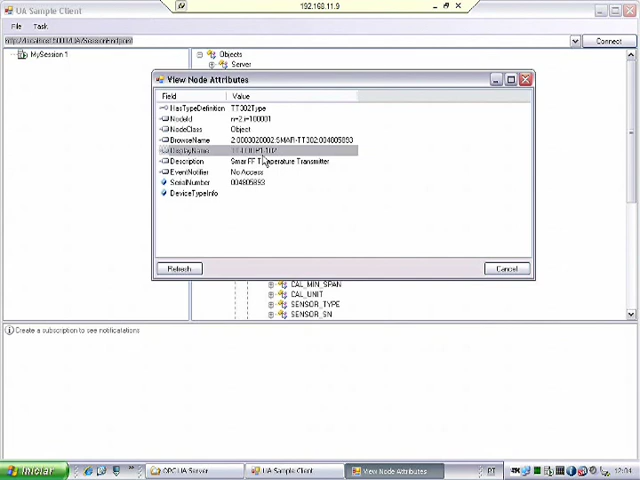 192.168.11.9
UA Sample Client
File Task
Connect
MySession 1
Objects
Server
View Node Attributes
Field Value
HasTypeDefinition TT302Type
NodeId
NodeClass Object
BrowseName 2:0003020002:SMAR-TT302:004805893
DisplayName
Description Smar FF Temperature Transmitter
EventNotifier No Access
SerialNumber 004805893
DeviceTypeInfo
Refresh Cancel
CAL_MIN_SPAN
CAL_UNIT
SENSOR_TYPE
SENSOR_SN
Create a subscription to see notifications
Iniciar OPC UA Server UA Sample Client View Node Attributes PT 12:04